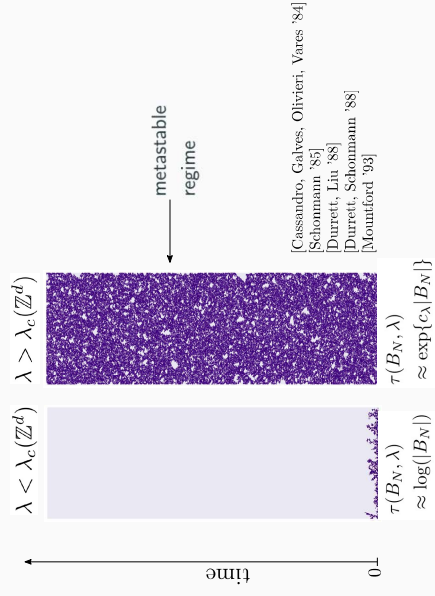 λ < λ_c(ℤ^d)
λ > λ_c(ℤ^d)
time
0
metastable
regime
τ(B_N, λ)
≈ log(|B_N|)
τ(B_N, λ)
≈ exp{c_λ|B_N|}
[Cassandro, Galves, Olivieri, Vares '84]
[Schonmann '85]
[Durrett, Liu '88]
[Durrett, Schonmann '88]
[Mountford '93]